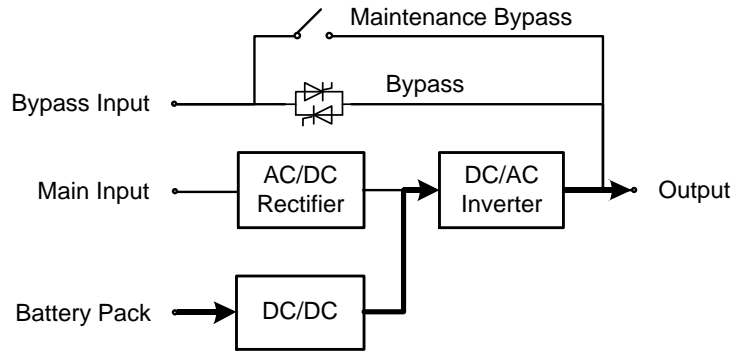 Maintenance Bypass
Bypass Input
Bypass
Main Input
AC/DC
Rectifier
DC/AC
Inverter
Output
Battery Pack
DC/DC